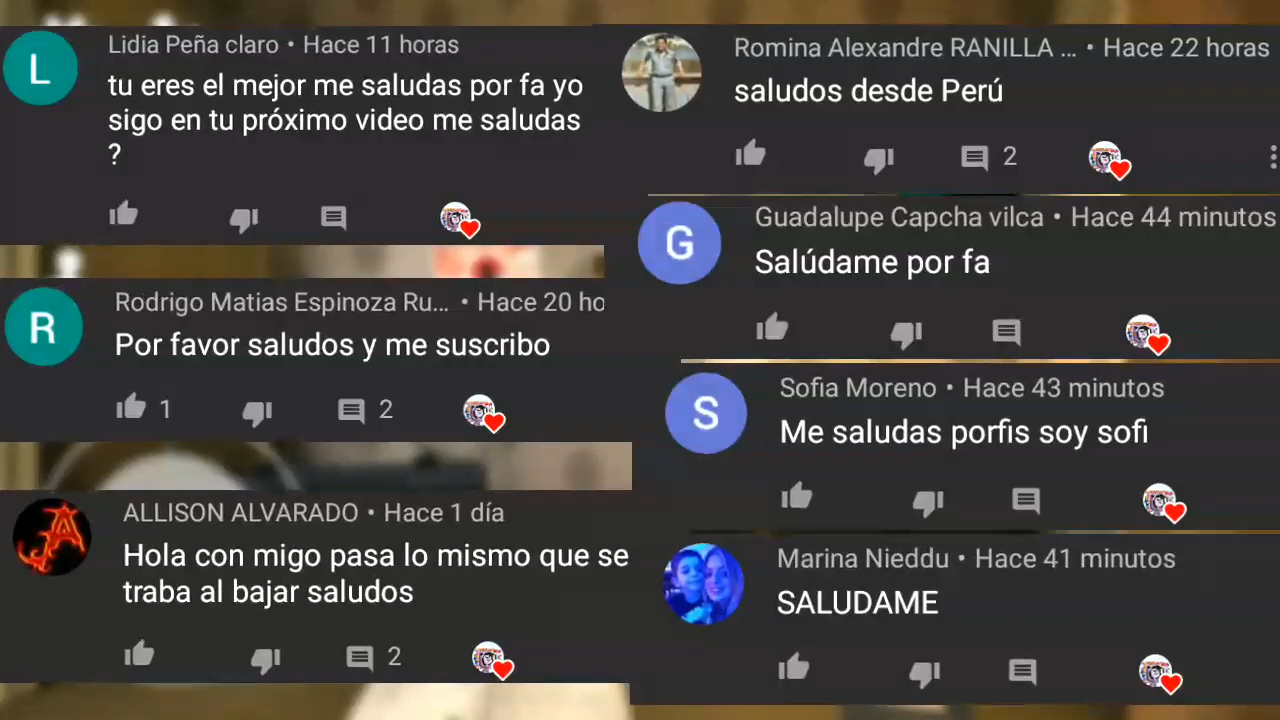 L
Lidia Peña claro • Hace 11 horas
tu eres el mejor me saludas por fa yo
sigo en tu próximo video me saludas
?
R
Rodrigo Matias Espinoza Ru... • Hace 20 ho
Por favor saludos y me suscribo
1
2
A
ALLISON ALVARADO • Hace 1 día
Hola con migo pasa lo mismo que se
traba al bajar saludos
2
Romina Alexandre RANILLA ... • Hace 22 horas
saludos desde Perú
2
G
Guadalupe Capcha vilca • Hace 44 minutos
Salúdame por fa
S
Sofia Moreno • Hace 43 minutos
Me saludas porfis soy sofi
Marina Nieddu • Hace 41 minutos
SALUDAME